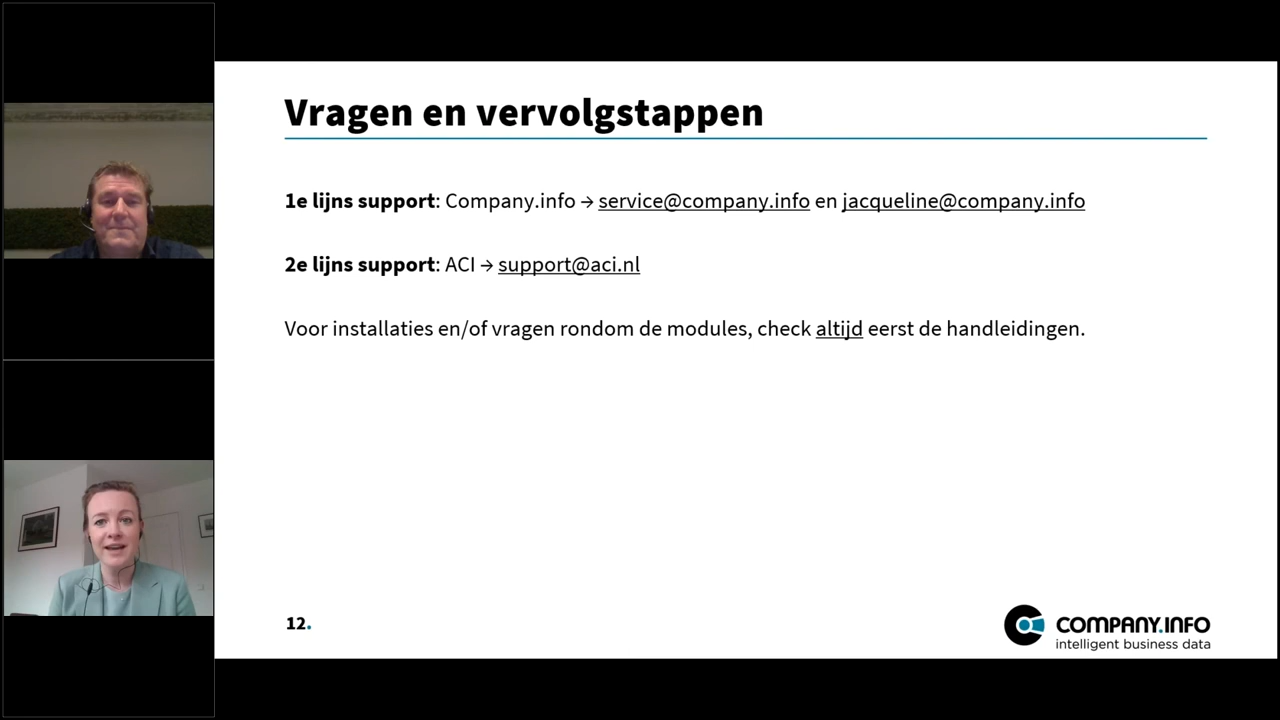 Vragen en vervolgstappen
1e lijns support: Company.info → service@company.info en jacqueline@company.info
2e lijns support: ACI → support@aci.nl
Voor installaties en/of vragen rondom de modules, check altijd eerst de handleidingen.
12.
COMPANY.INFO
intelligent business data